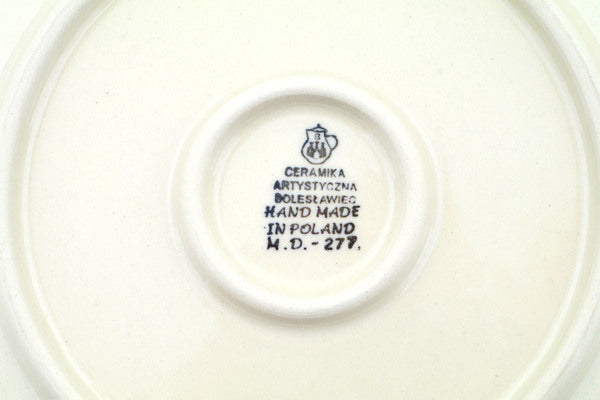 B
CERAMIKA
ARTYSTYCZNA
BOLESŁAWIEC
HAND MADE
IN POLAND
M.D.-277.